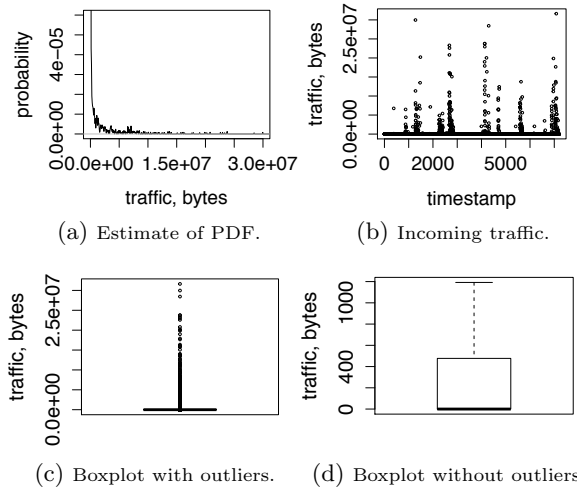 probability
0.0e+00 4e-05
0.0e+00 1.5e+07 3.0e+07
traffic, bytes
(a) Estimate of PDF.
traffic, bytes
0.0e+00 2.5e+07
0 2000 5000
timestamp
(b) Incoming traffic.
traffic, bytes
0.0e+00 2.5e+07
(c) Boxplot with outliers.
traffic, bytes
0 400 1000
(d) Boxplot without outliers